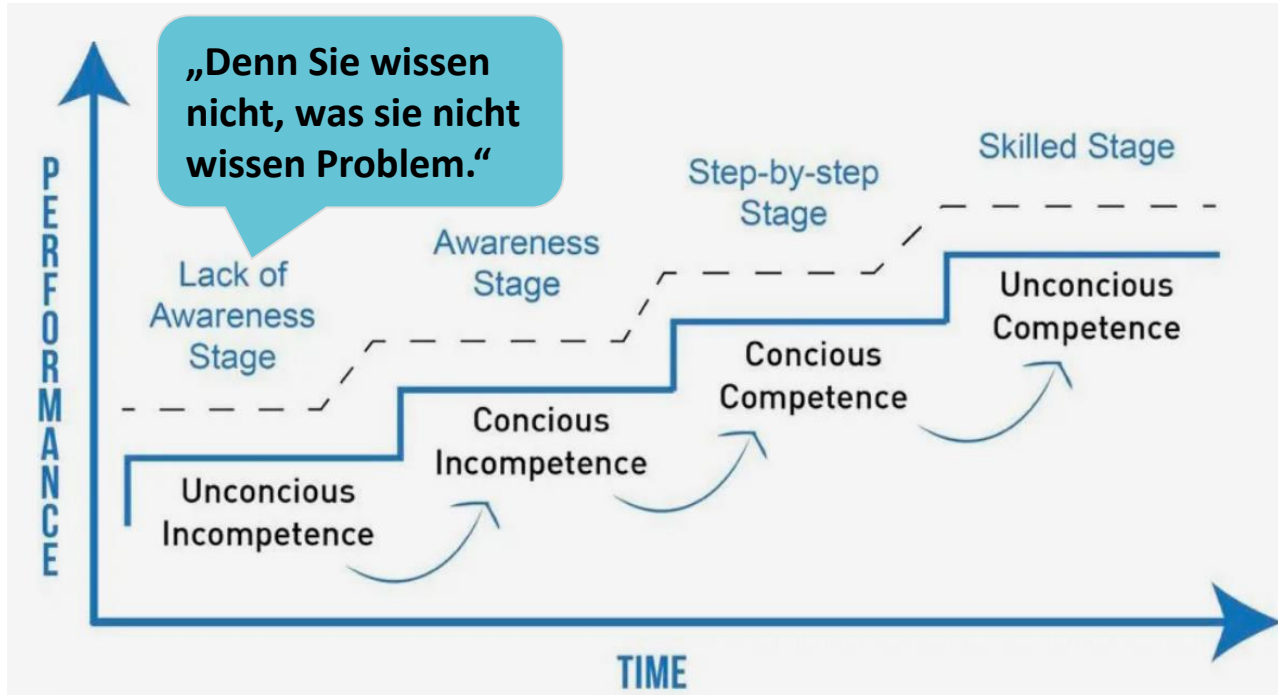 „Denn Sie wissen
nicht, was sie nicht
wissen Problem.“
PERFORMANCE
Lack of
Awareness
Stage
Awareness
Stage
Step-by-step
Stage
Skilled Stage
Unconcious
Incompetence
Concious
Incompetence
Concious
Competence
Unconcious
Competence
TIME